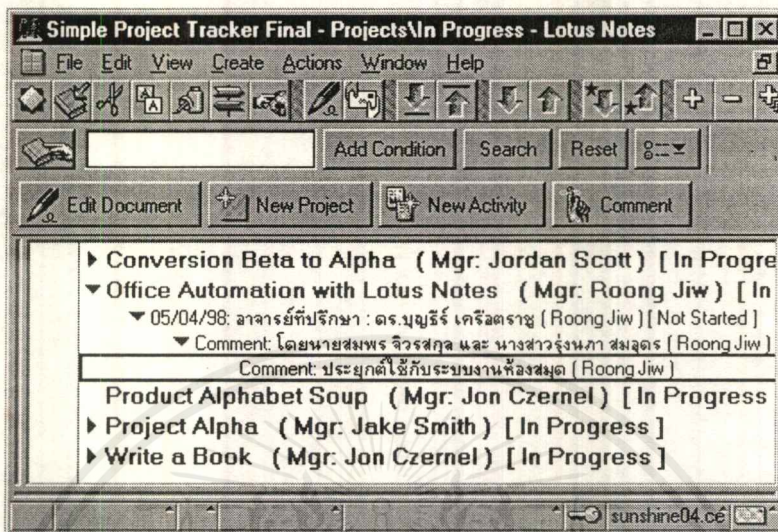 Simple Project Tracker Final - Projects\In Progress - Lotus Notes
File Edit View Create Actions Window Help
Add Condition Search Reset
Edit Document New Project New Activity Comment
Conversion Beta to Alpha ( Mgr: Jordan Scott ) [ In Progre
Office Automation with Lotus Notes ( Mgr: Roong Jiw ) [ In
05/04/98: อาจารย์ที่ปรึกษา : ดร.บุญธีร์ เครือตราชู ( Roong Jiw ) [ Not Started ]
Comment: โดยนายสมพร จิวรสกุล และ นางสาวรุ่งนภา สมอุดร ( Roong Jiw )
Comment: ประยุกต์ใช้กับระบบงานห้องสมุด ( Roong Jiw )
Product Alphabet Soup ( Mgr: Jon Czernel ) [ In Progress
Project Alpha ( Mgr: Jake Smith ) [ In Progress ]
Write a Book ( Mgr: Jon Czernel ) [ In Progress ]
sunshine04.ce